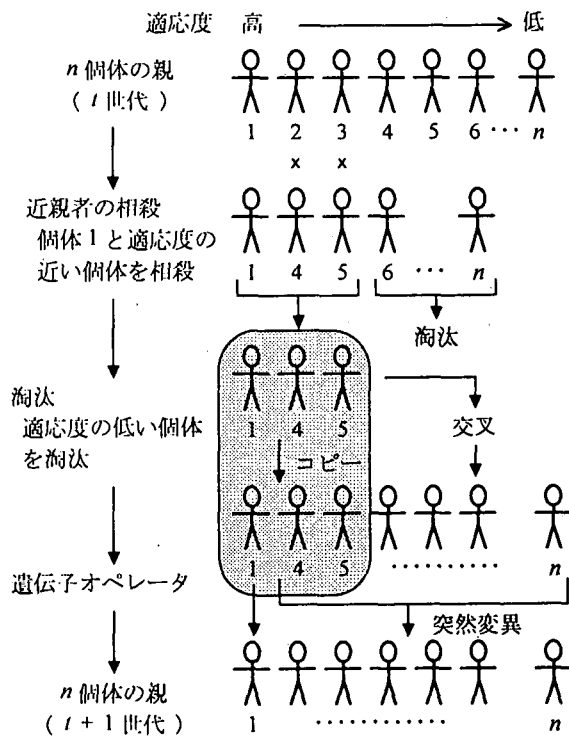 適応度 高 低
n 個体の親
( t 世代 )
1 2 3 4 5 6 ··· n
x x
近親者の相殺
個体 1 と適応度の
近い個体を相殺
1 4 5 6 ··· n
淘汰
淘汰
適応度の低い個体
を淘汰
1 4 5
交叉
コピー
1 4 5 ·········· n
遺伝子オペレータ
突然変異
n 個体の親
( t + 1 世代 )
1 ·········· n